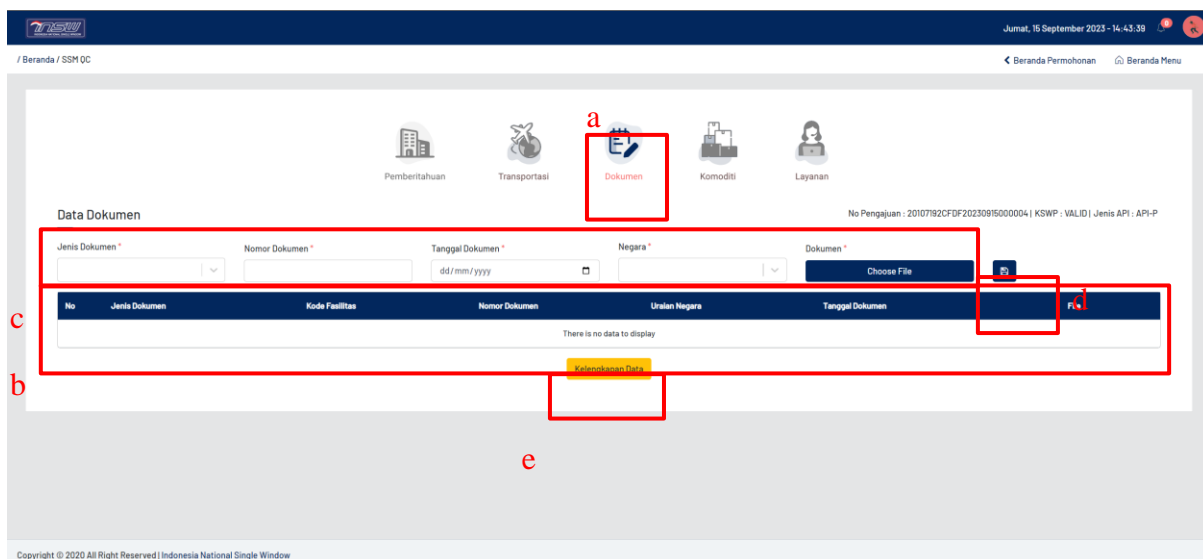 INSW
Jumat, 15 September 2023 - 14:43:39 0
/ Beranda / SSM QC
Beranda Permohonan Beranda Menu
a
Pemberitahuan Transportasi Dokumen Komoditi Layanan
Data Dokumen
No Pengajuan : 20107192CFDF20230915000004 | KSWP : VALID | Jenis API : API-P
Jenis Dokumen * Nomor Dokumen * Tanggal Dokumen * Negara * Dokumen *
dd/mm/yyyy Choose File
No Jenis Dokumen Kode Fasilitas Nomor Dokumen Uraian Negara Tanggal Dokumen File
d
c
There is no data to display
Kelengkapan Data
b
e
Copyright © 2020 All Right Reserved | Indonesia National Single Window